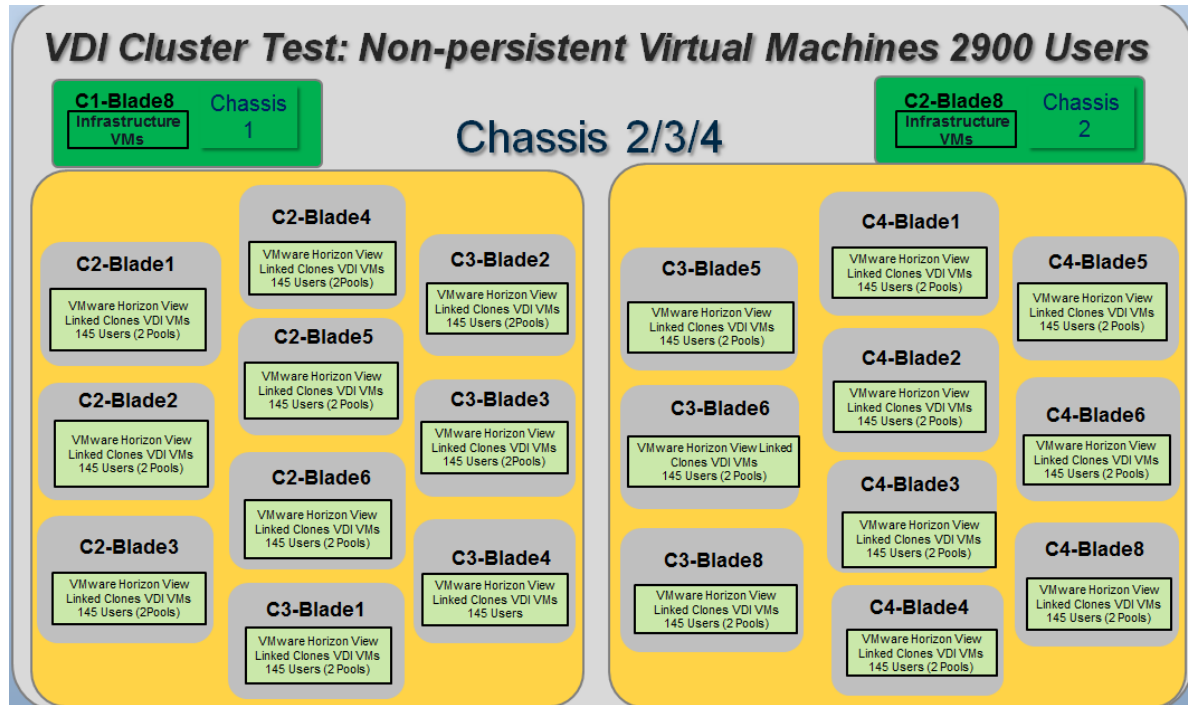 VDI Cluster Test: Non-persistent Virtual Machines 2900 Users
C1-Blade8
Infrastructure
VMs
Chassis
1
Chassis 2/3/4
C2-Blade8
Infrastructure
VMs
Chassis
2
C2-Blade1
VMware Horizon View
Linked Clones VDI VMs
145 Users (2 Pools)
C2-Blade2
VMware Horizon View
Linked Clones VDI VMs
145 Users (2 Pools)
C2-Blade3
VMware Horizon View
Linked Clones VDI VMs
145 Users (2Pools)
C2-Blade4
VMware Horizon View
Linked Clones VDI VMs
145 Users (2Pools)
C2-Blade5
VMware Horizon View
Linked Clones VDI VMs
145 Users (2 Pools)
C2-Blade6
VMware Horizon View
Linked Clones VDI VMs
145 Users (2 Pools)
C3-Blade1
VMware Horizon View
Linked Clones VDI VMs
145 Users (2 Pools)
C3-Blade2
VMware Horizon View
Linked Clones VDI VMs
145 Users (2Pools)
C3-Blade3
VMware Horizon View
Linked Clones VDI VMs
145 Users (2Pools)
C3-Blade4
VMware Horizon View
Linked Clones VDI VMs
145 Users
C3-Blade5
VMware Horizon View
Linked Clones VDI VMs
145 Users (2 Pools)
C3-Blade6
VMware Horizon View Linked
Clones VDI VMs
145 Users (2 Pools)
C3-Blade8
VMware Horizon View
Linked Clones VDI VMs
145 Users (2 Pools)
C4-Blade1
VMware Horizon View
Linked Clones VDI VMs
145 Users (2 Pools)
C4-Blade2
VMware Horizon View
Linked Clones VDI VMs
145 Users (2 Pools)
C4-Blade3
VMware Horizon View
Linked Clones VDI VMs
145 Users (2 Pools)
C4-Blade4
VMware Horizon View
Linked Clones VDI VMs
145 Users (2 Pools)
C4-Blade5
VMware Horizon View
Linked Clones VDI VMs
145 Users (2 Pools)
C4-Blade6
VMware Horizon View
Linked Clones VDI VMs
145 Users (2 Pools)
C4-Blade8
VMware Horizon View
Linked Clones VDI VMs
145 Users (2 Pools)